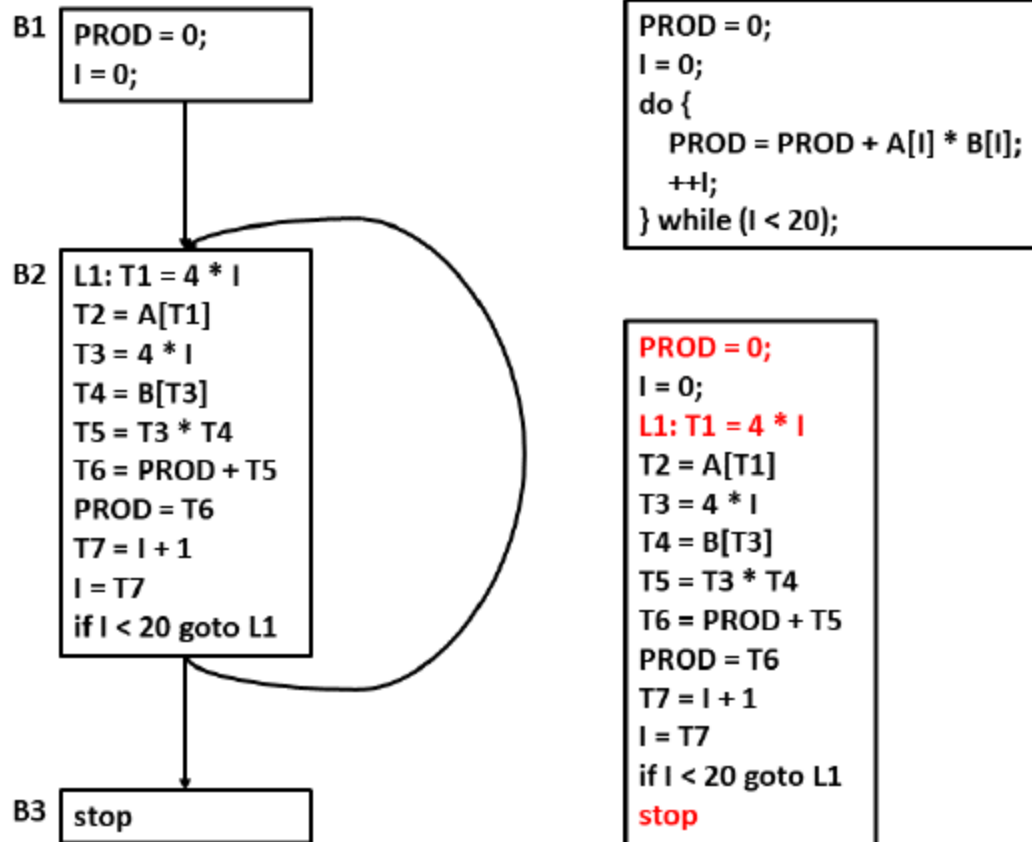 B1
PROD = 0;
I = 0;
B2
L1: T1 = 4 * I
T2 = A[T1]
T3 = 4 * I
T4 = B[T3]
T5 = T3 * T4
T6 = PROD + T5
PROD = T6
T7 = I + 1
I = T7
if I < 20 goto L1
B3
stop
PROD = 0;
I = 0;
do {
PROD = PROD + A[I] * B[I];
++I;
} while (I < 20);
PROD = 0;
I = 0;
L1: T1 = 4 * I
T2 = A[T1]
T3 = 4 * I
T4 = B[T3]
T5 = T3 * T4
T6 = PROD + T5
PROD = T6
T7 = I + 1
I = T7
if I < 20 goto L1
stop